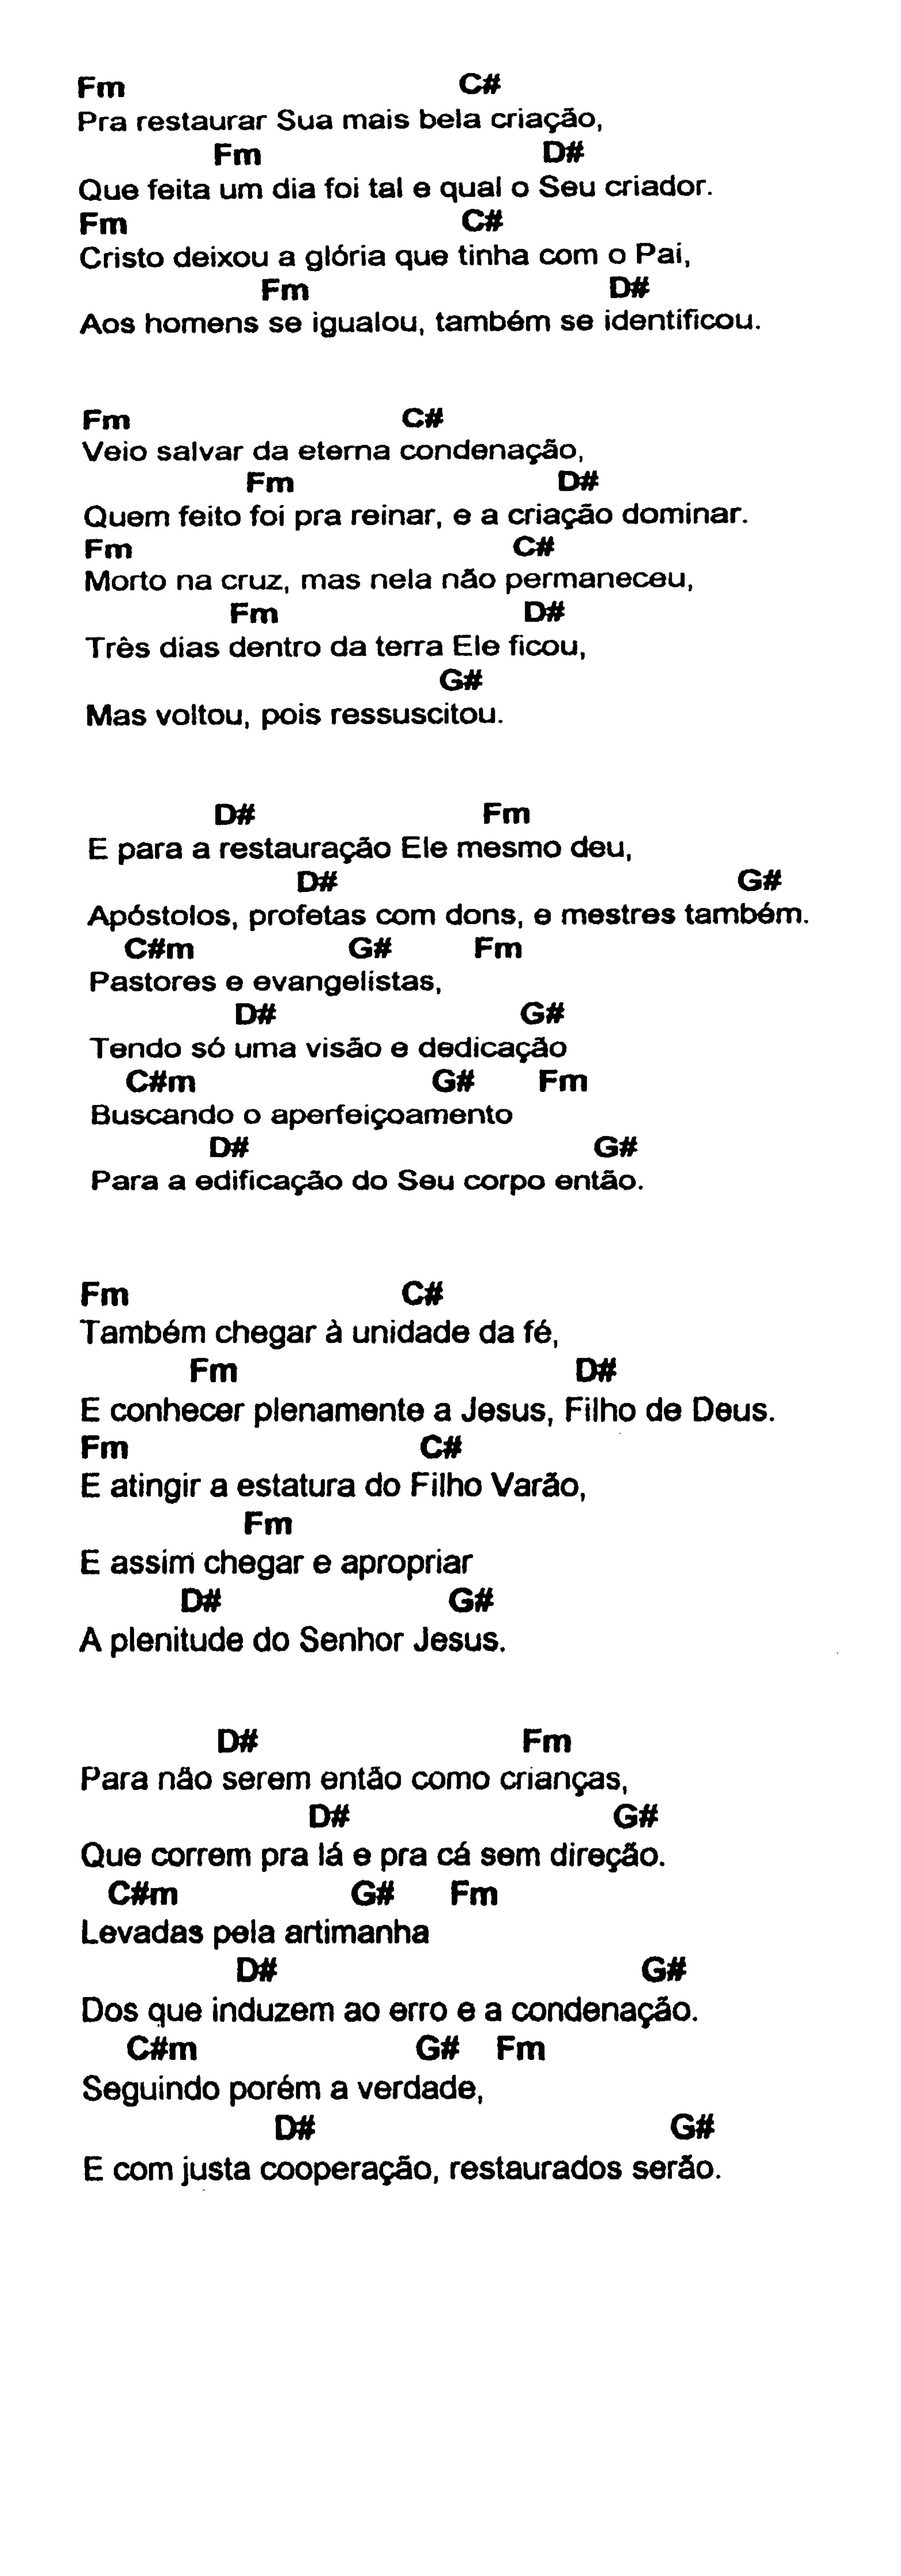 Fm C#
Pra restaurar Sua mais bela criação,
Fm D#
Que feita um dia foi tal e qual o Seu criador.
Fm C#
Cristo deixou a glória que tinha com o Pai,
Fm D#
Aos homens se igualou, também se identificou.
Fm C#
Veio salvar da eterna condenação,
Fm D#
Quem feito foi pra reinar, e a criação dominar.
Fm C#
Morto na cruz, mas nela não permaneceu,
Fm D#
Três dias dentro da terra Ele ficou,
G#
Mas voltou, pois ressuscitou.
D# Fm
E para a restauração Ele mesmo deu,
D# G#
Apóstolos, profetas com dons, e mestres também.
C#m G# Fm
Pastores e evangelistas,
D# G#
Tendo só uma visão e dedicação
C#m G# Fm
Buscando o aperfeiçoamento
D# G#
Para a edificação do Seu corpo então.
Fm C#
Também chegar à unidade da fé,
Fm D#
E conhecer plenamente a Jesus, Filho de Deus.
Fm C#
E atingir a estatura do Filho Varão,
Fm
E assim chegar e apropriar
D# G#
A plenitude do Senhor Jesus.
D# Fm
Para não serem então como crianças,
D# G#
Que correm pra lá e pra cá sem direção.
C#m G# Fm
Levadas pela artimanha
D# G#
Dos que induzem ao erro e a condenação.
C#m G# Fm
Seguindo porém a verdade,
D# G#
E com justa cooperação, restaurados serão.